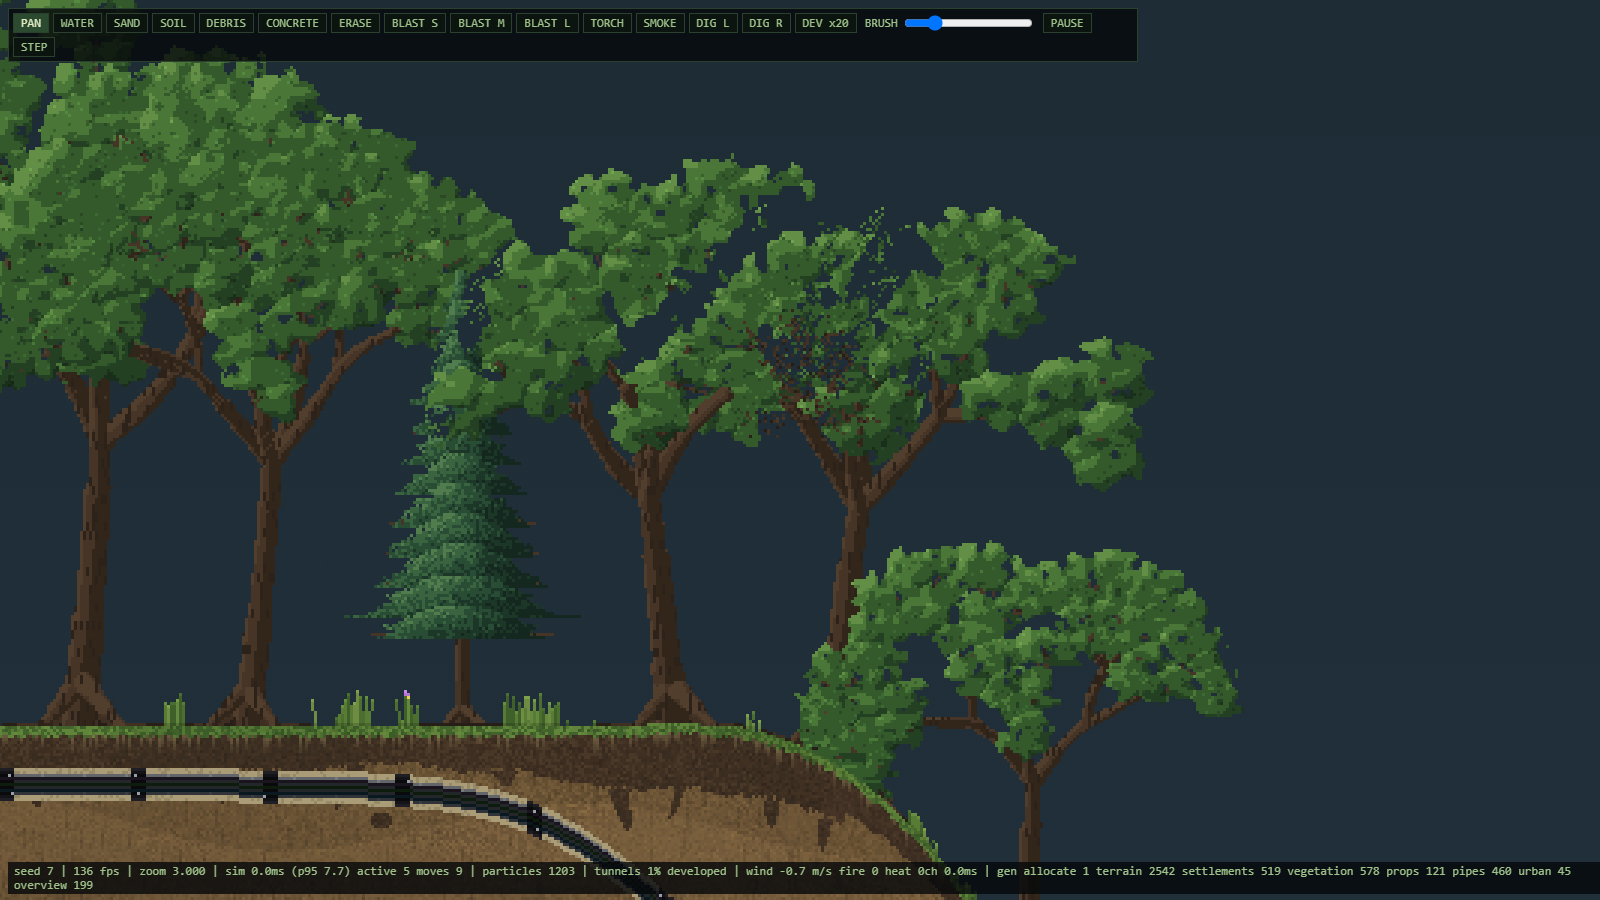 PAN WATER SAND SOIL DEBRIS CONCRETE ERASE BLAST S BLAST M BLAST L TORCH SMOKE DIG L DIG R DEV x20 BRUSH PAUSE
STEP
seed 7 | 136 fps | zoom 3.000 | sim 0.0ms (p95 7.7) active 5 moves 9 | particles 1203 | tunnels 1% developed | wind -0.7 m/s fire 0 heat 0ch 0.0ms | gen allocate 1 terrain 2542 settlements 519 vegetation 578 props 121 pipes 460 urban 45
overview 199